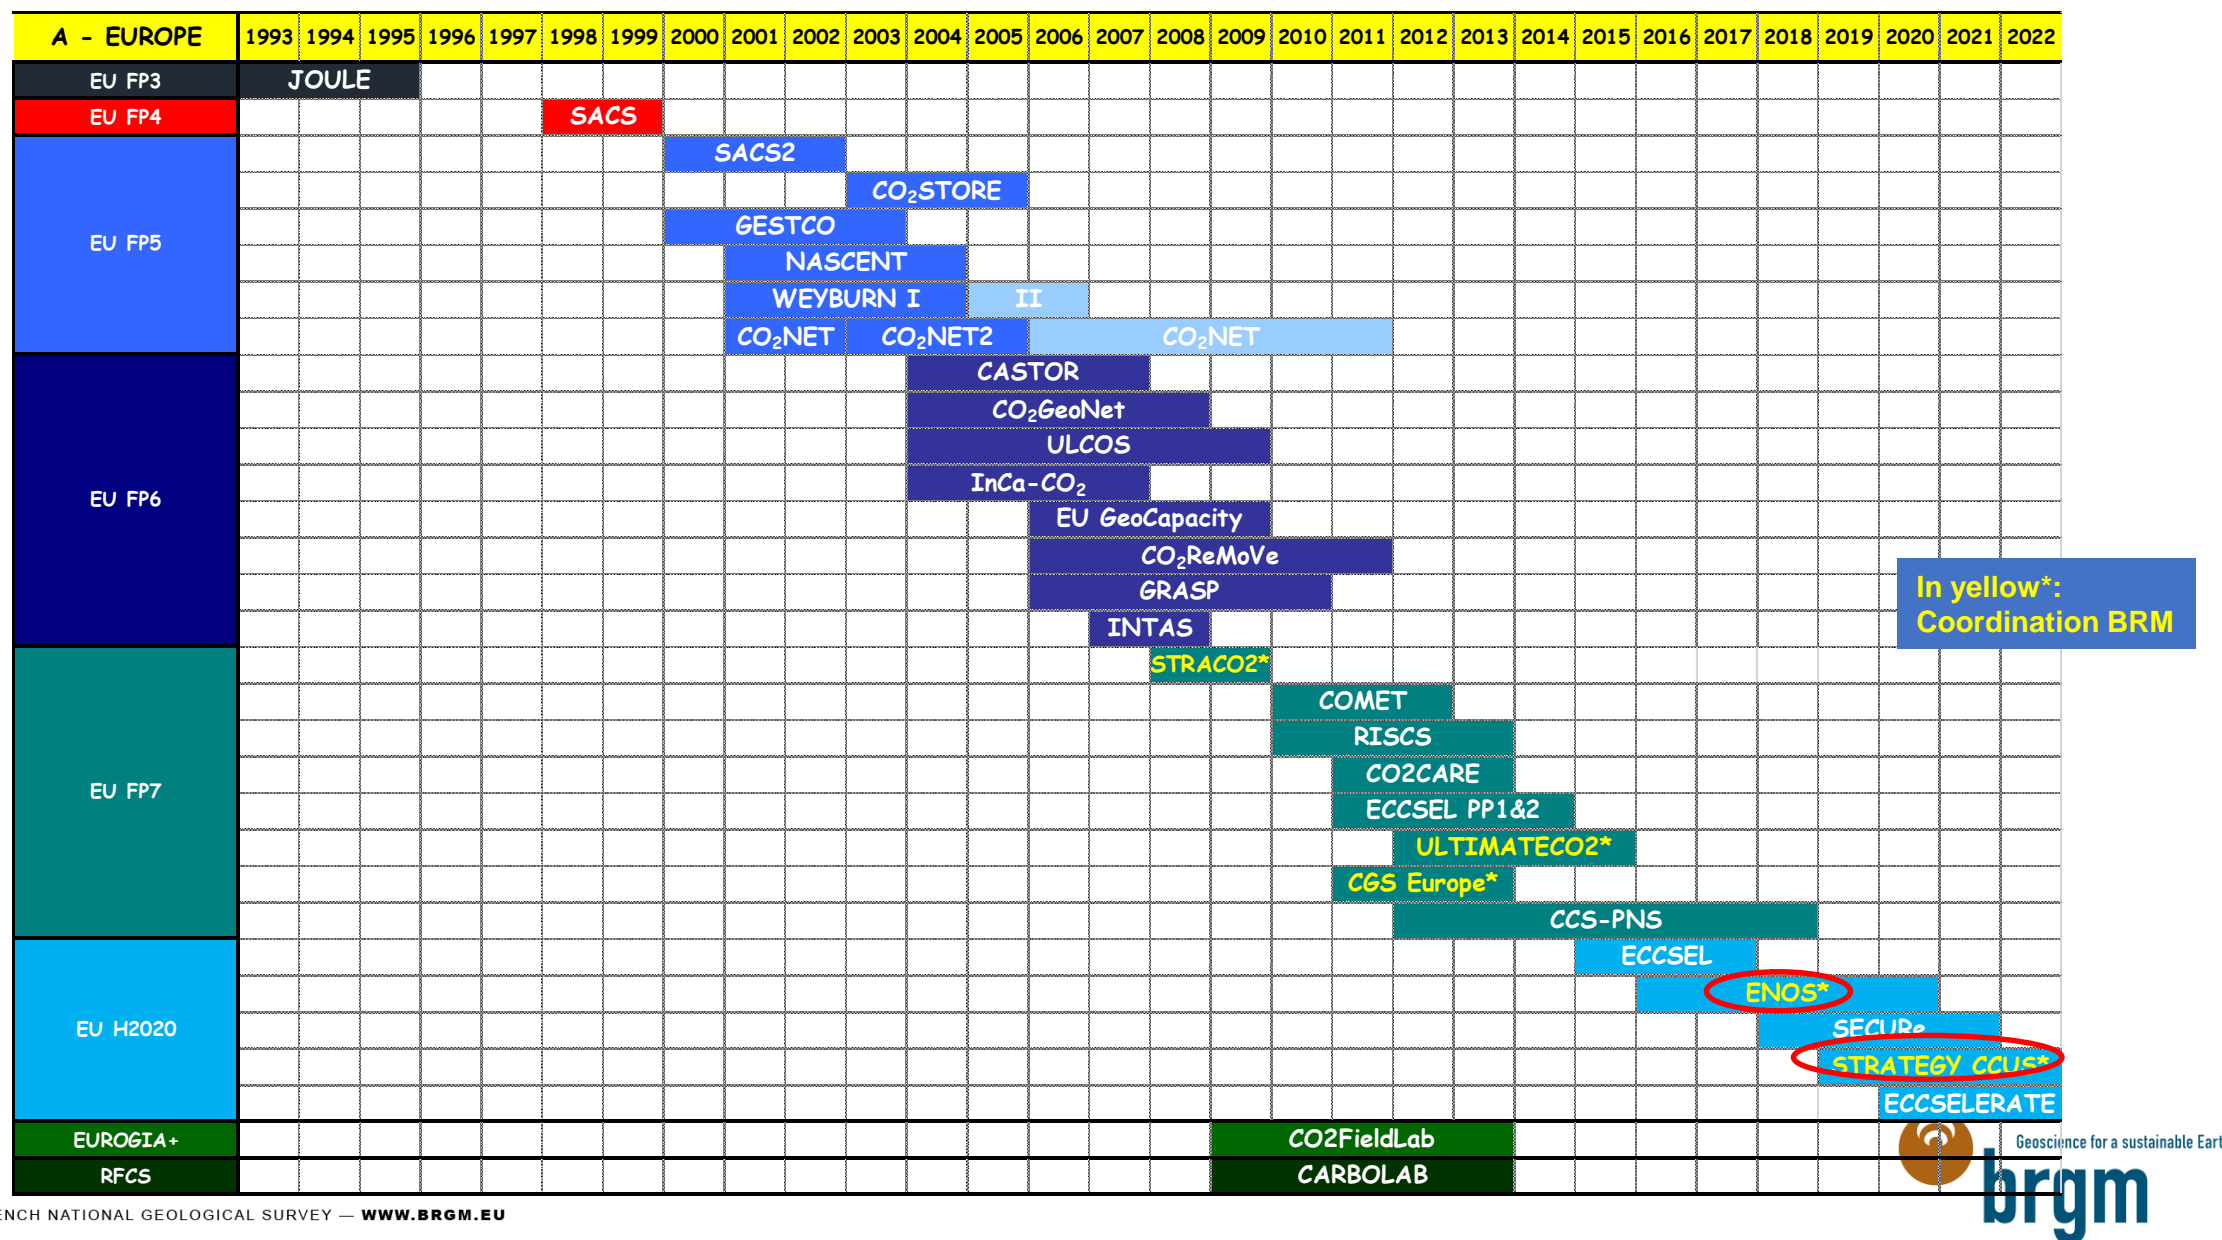 A - EUROPE 1993 1994 1995 1996 1997 1998 1999 2000 2001 2002 2003 2004 2005 2006 2007 2008 2009 2010 2011 2012 2013 2014 2015 2016 2017 2018 2019 2020 2021 2022
EU FP3 JOULE
EU FP4 SACS
SACS2
CO₂STORE
GESTCO
EU FP5
NASCENT
WEYBURN I II
CO₂NET CO₂NET2 CO₂NET
CASTOR
CO₂GeoNet
ULCOS
InCa-CO₂
EU FP6
EU GeoCapacity
CO₂ReMoVe
GRASP
INTAS
In yellow*:
Coordination BRM
STRACO2*
COMET
RISCS
CO2CARE
EU FP7
ECCSEL PP1&2
ULTIMATECO2*
CGS Europe*
CCS-PNS
ECCSEL
ENOS*
EU H2020
SECURe
STRATEGY CCUS*
ECCSELERATE
EUROGIA+ CO2FieldLab
RFCS CARBOLAB
Geoscience for a sustainable Eart
brgm
ENCH NATIONAL GEOLOGICAL SURVEY — WWW.BRGM.EU